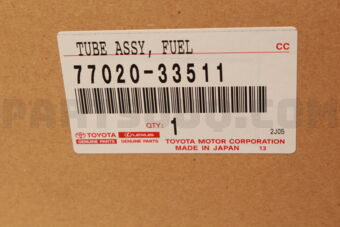 TUBE ASSY, FUEL CC
77020-33511
QTY: 1 2J05
TOYOTA LEXUS TOYOTA MOTOR CORPORATION
GENUINE PARTS GENUINE PARTS MADE IN JAPAN 13